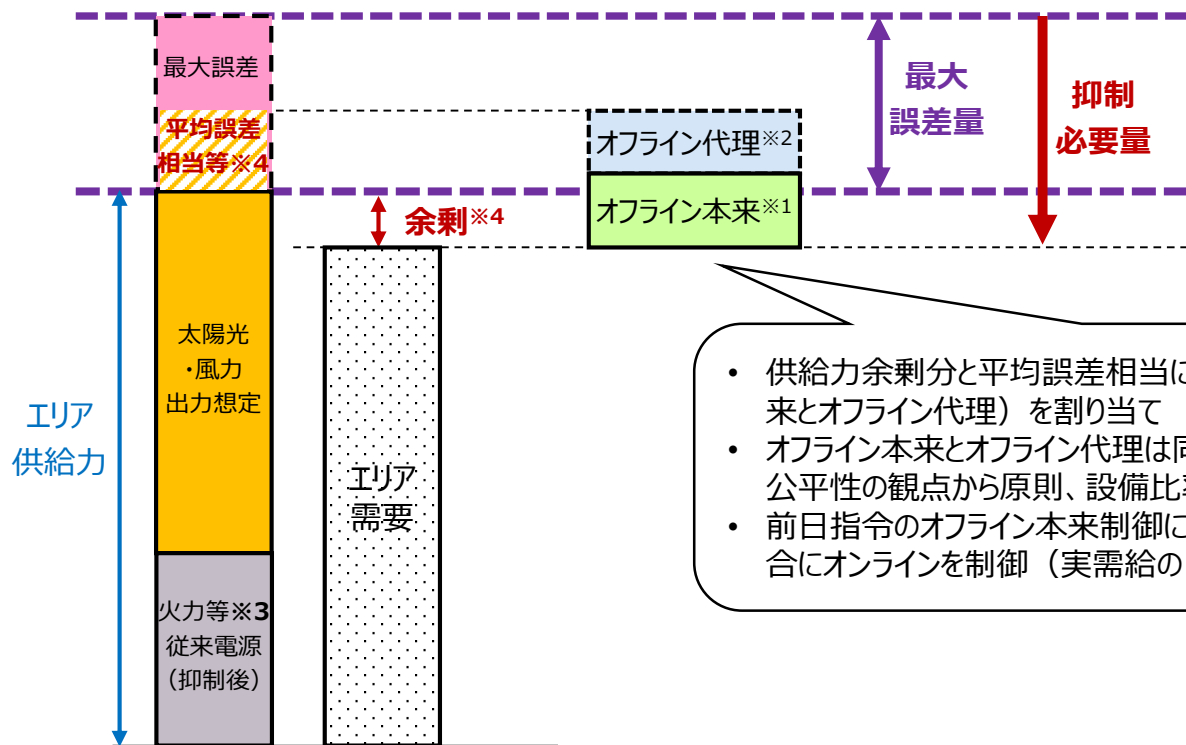 最大誤差
平均誤差
相当等※4
太陽光
・風力
出力想定
火力等※3
従来電源
（抑制後）
エリア
供給力
余剰※4
エリア
需要
オフライン代理※2
オフライン本来※1
最大
誤差量
抑制
必要量
• 供給力余剰分と平均誤差相当に
来とオフライン代理）を割り当て
• オフライン本来とオフライン代理は同
公平性の観点から原則、設備比率
• 前日指令のオフライン本来制御に
合にオンラインを制御（実需給の